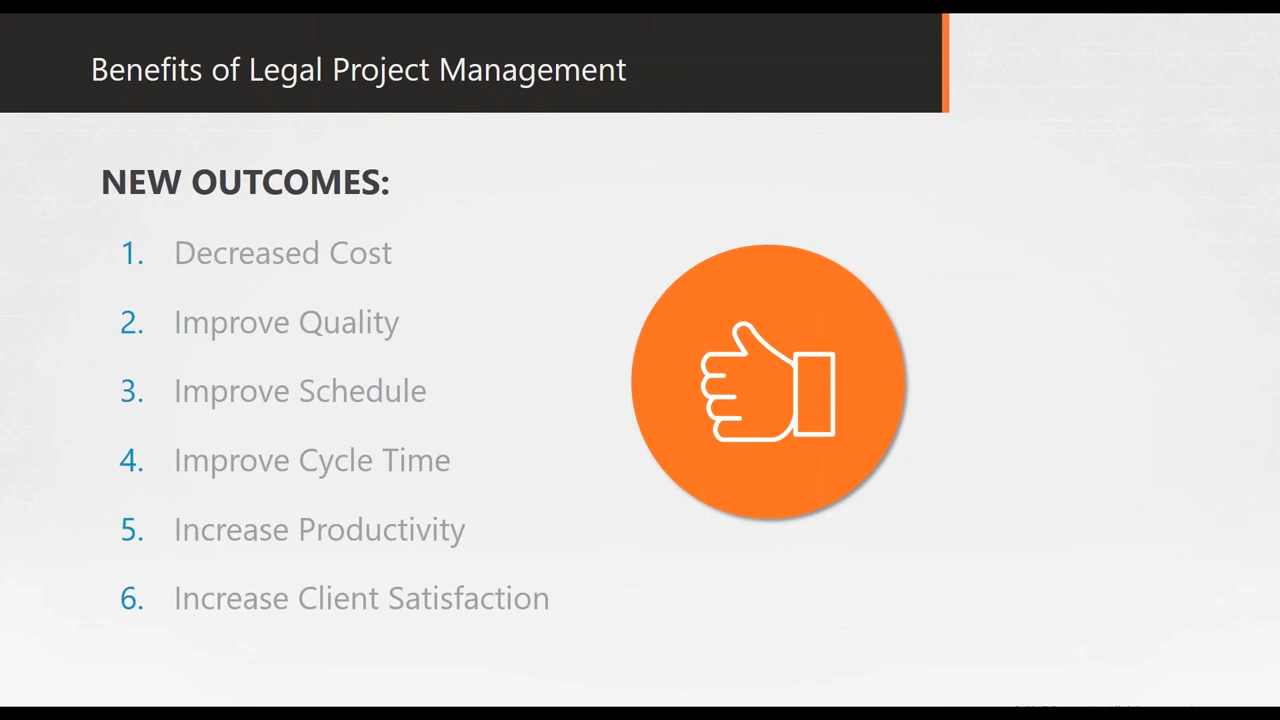 Benefits of Legal Project Management
NEW OUTCOMES:
1. Decreased Cost
2. Improve Quality
3. Improve Schedule
4. Improve Cycle Time
5. Increase Productivity
6. Increase Client Satisfaction